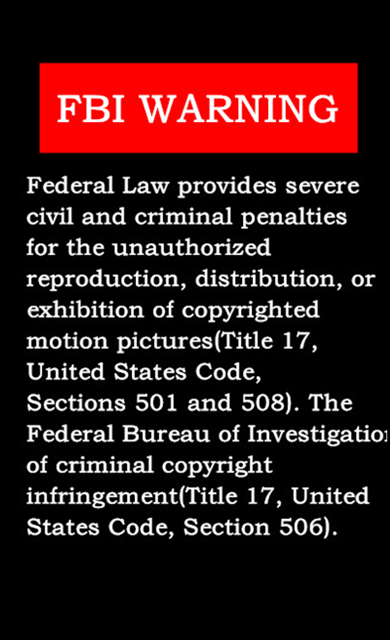 FBI WARNING
Federal Law provides severe
civil and criminal penalties
for the unauthorized
reproduction, distribution, or
exhibition of copyrighted
motion pictures(Title 17,
United States Code,
Sections 501 and 508). The
Federal Bureau of Investigatio
of criminal copyright
infringement(Title 17, United
States Code, Section 506).